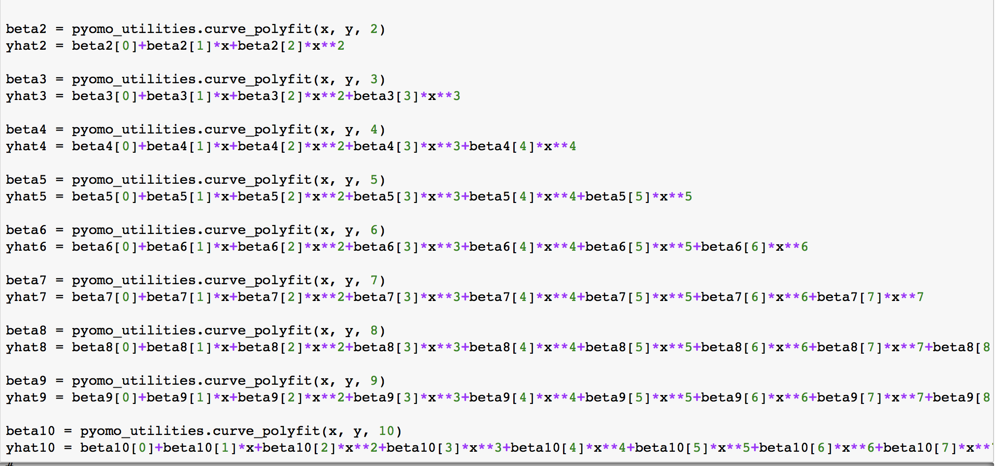 beta2 = pyomo_utilities.curve_polyfit(x, y, 2)
yhat2 = beta2[0]+beta2[1]*x+beta2[2]*x**2
beta3 = pyomo_utilities.curve_polyfit(x, y, 3)
yhat3 = beta3[0]+beta3[1]*x+beta3[2]*x**2+beta3[3]*x**3
beta4 = pyomo_utilities.curve_polyfit(x, y, 4)
yhat4 = beta4[0]+beta4[1]*x+beta4[2]*x**2+beta4[3]*x**3+beta4[4]*x**4
beta5 = pyomo_utilities.curve_polyfit(x, y, 5)
yhat5 = beta5[0]+beta5[1]*x+beta5[2]*x**2+beta5[3]*x**3+beta5[4]*x**4+beta5[5]*x**5
beta6 = pyomo_utilities.curve_polyfit(x, y, 6)
yhat6 = beta6[0]+beta6[1]*x+beta6[2]*x**2+beta6[3]*x**3+beta6[4]*x**4+beta6[5]*x**5+beta6[6]*x**6
beta7 = pyomo_utilities.curve_polyfit(x, y, 7)
yhat7 = beta7[0]+beta7[1]*x+beta7[2]*x**2+beta7[3]*x**3+beta7[4]*x**4+beta7[5]*x**5+beta7[6]*x**6+beta7[7]*x**7
beta8 = pyomo_utilities.curve_polyfit(x, y, 8)
yhat8 = beta8[0]+beta8[1]*x+beta8[2]*x**2+beta8[3]*x**3+beta8[4]*x**4+beta8[5]*x**5+beta8[6]*x**6+beta8[7]*x**7+beta8[8
beta9 = pyomo_utilities.curve_polyfit(x, y, 9)
yhat9 = beta9[0]+beta9[1]*x+beta9[2]*x**2+beta9[3]*x**3+beta9[4]*x**4+beta9[5]*x**5+beta9[6]*x**6+beta9[7]*x**7+beta9[8
beta10 = pyomo_utilities.curve_polyfit(x, y, 10)
yhat10 = beta10[0]+beta10[1]*x+beta10[2]*x**2+beta10[3]*x**3+beta10[4]*x**4+beta10[5]*x**5+beta10[6]*x**6+beta10[7]*x**